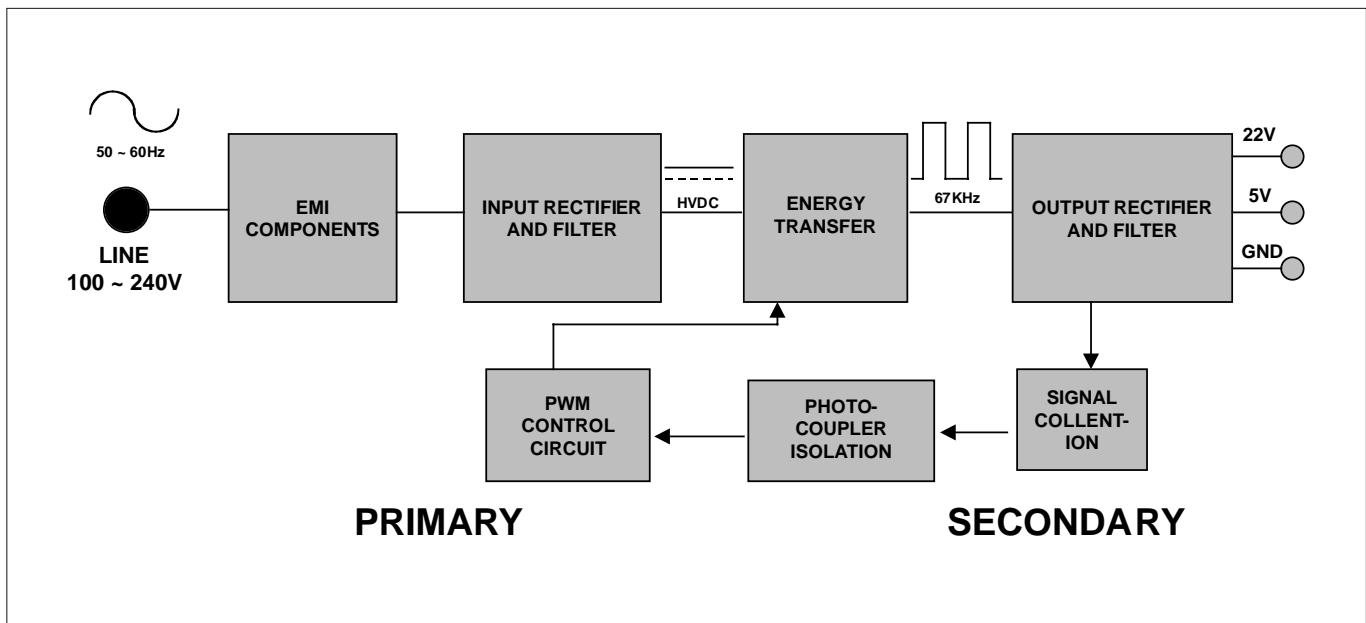 50 ~ 60Hz
LINE
100 ~ 240V
EMI
COMPONENTS
INPUT RECTIFIER
AND FILTER
HVDC
ENERGY
TRANSFER
67KHz
OUTPUT RECTIFIER
AND FILTER
22V
5V
GND
PWM
CONTROL
CIRCUIT
PHOTO-
COUPLER
ISOLATION
SIGNAL
COLLENT-
ION
PRIMARY
SECONDARY